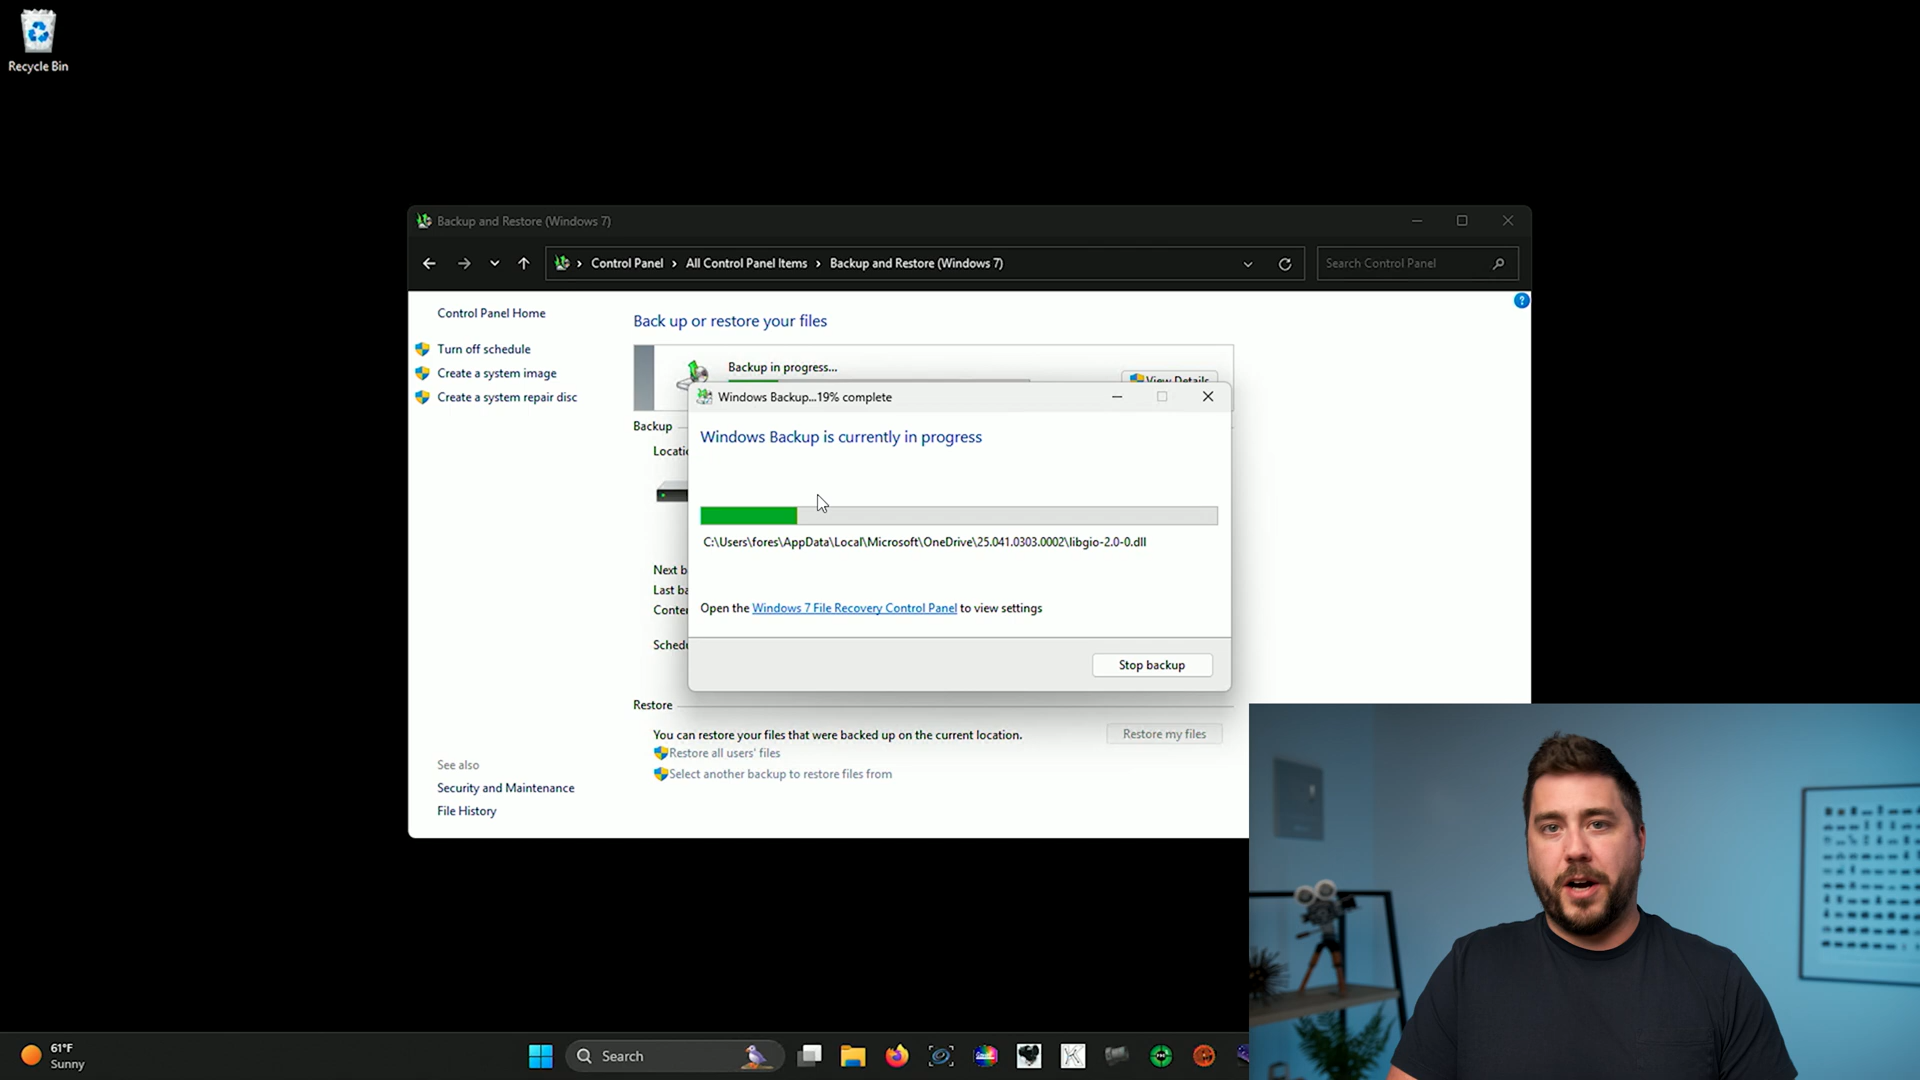 Recycle Bin
Backup and Restore (Windows 7)
Control Panel > All Control Panel Items > Backup and Restore (Windows 7)
Search Control Panel
Control Panel Home
Turn off schedule
Create a system image
Create a system repair disc
Back up or restore your files
Backup in progress...
View Details
Backup
Windows Backup...19% complete
Windows Backup is currently in progress
C:\Users\fores\AppData\Local\Microsoft\OneDrive\25.041.0303.0002\libgio-2.0-0.dll
Open the Windows 7 File Recovery Control Panel to view settings
Stop backup
Next b
Last ba
Restore
You can restore your files that were backed up on the current location.
Restore my files
Restore all users' files
Select another backup to restore files from
See also
Security and Maintenance
File History
61°F
Sunny
Search